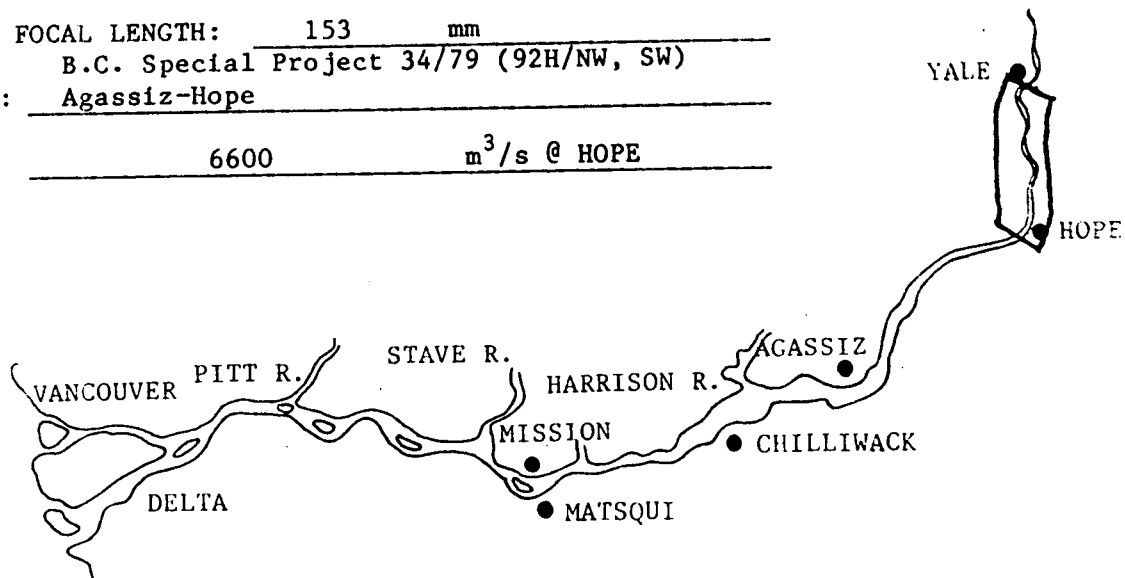 FOCAL LENGTH: 153 mm
B.C. Special Project 34/79 (92H/NW, SW)
: Agassiz-Hope
6600 m³/s @ HOPE
YALE
HOPE
AGASSIZ
STAVE R.
PITT R.
HARRISON R.
VANCOUVER
MISSION
CHILLIWACK
DELTA
MATSQUI